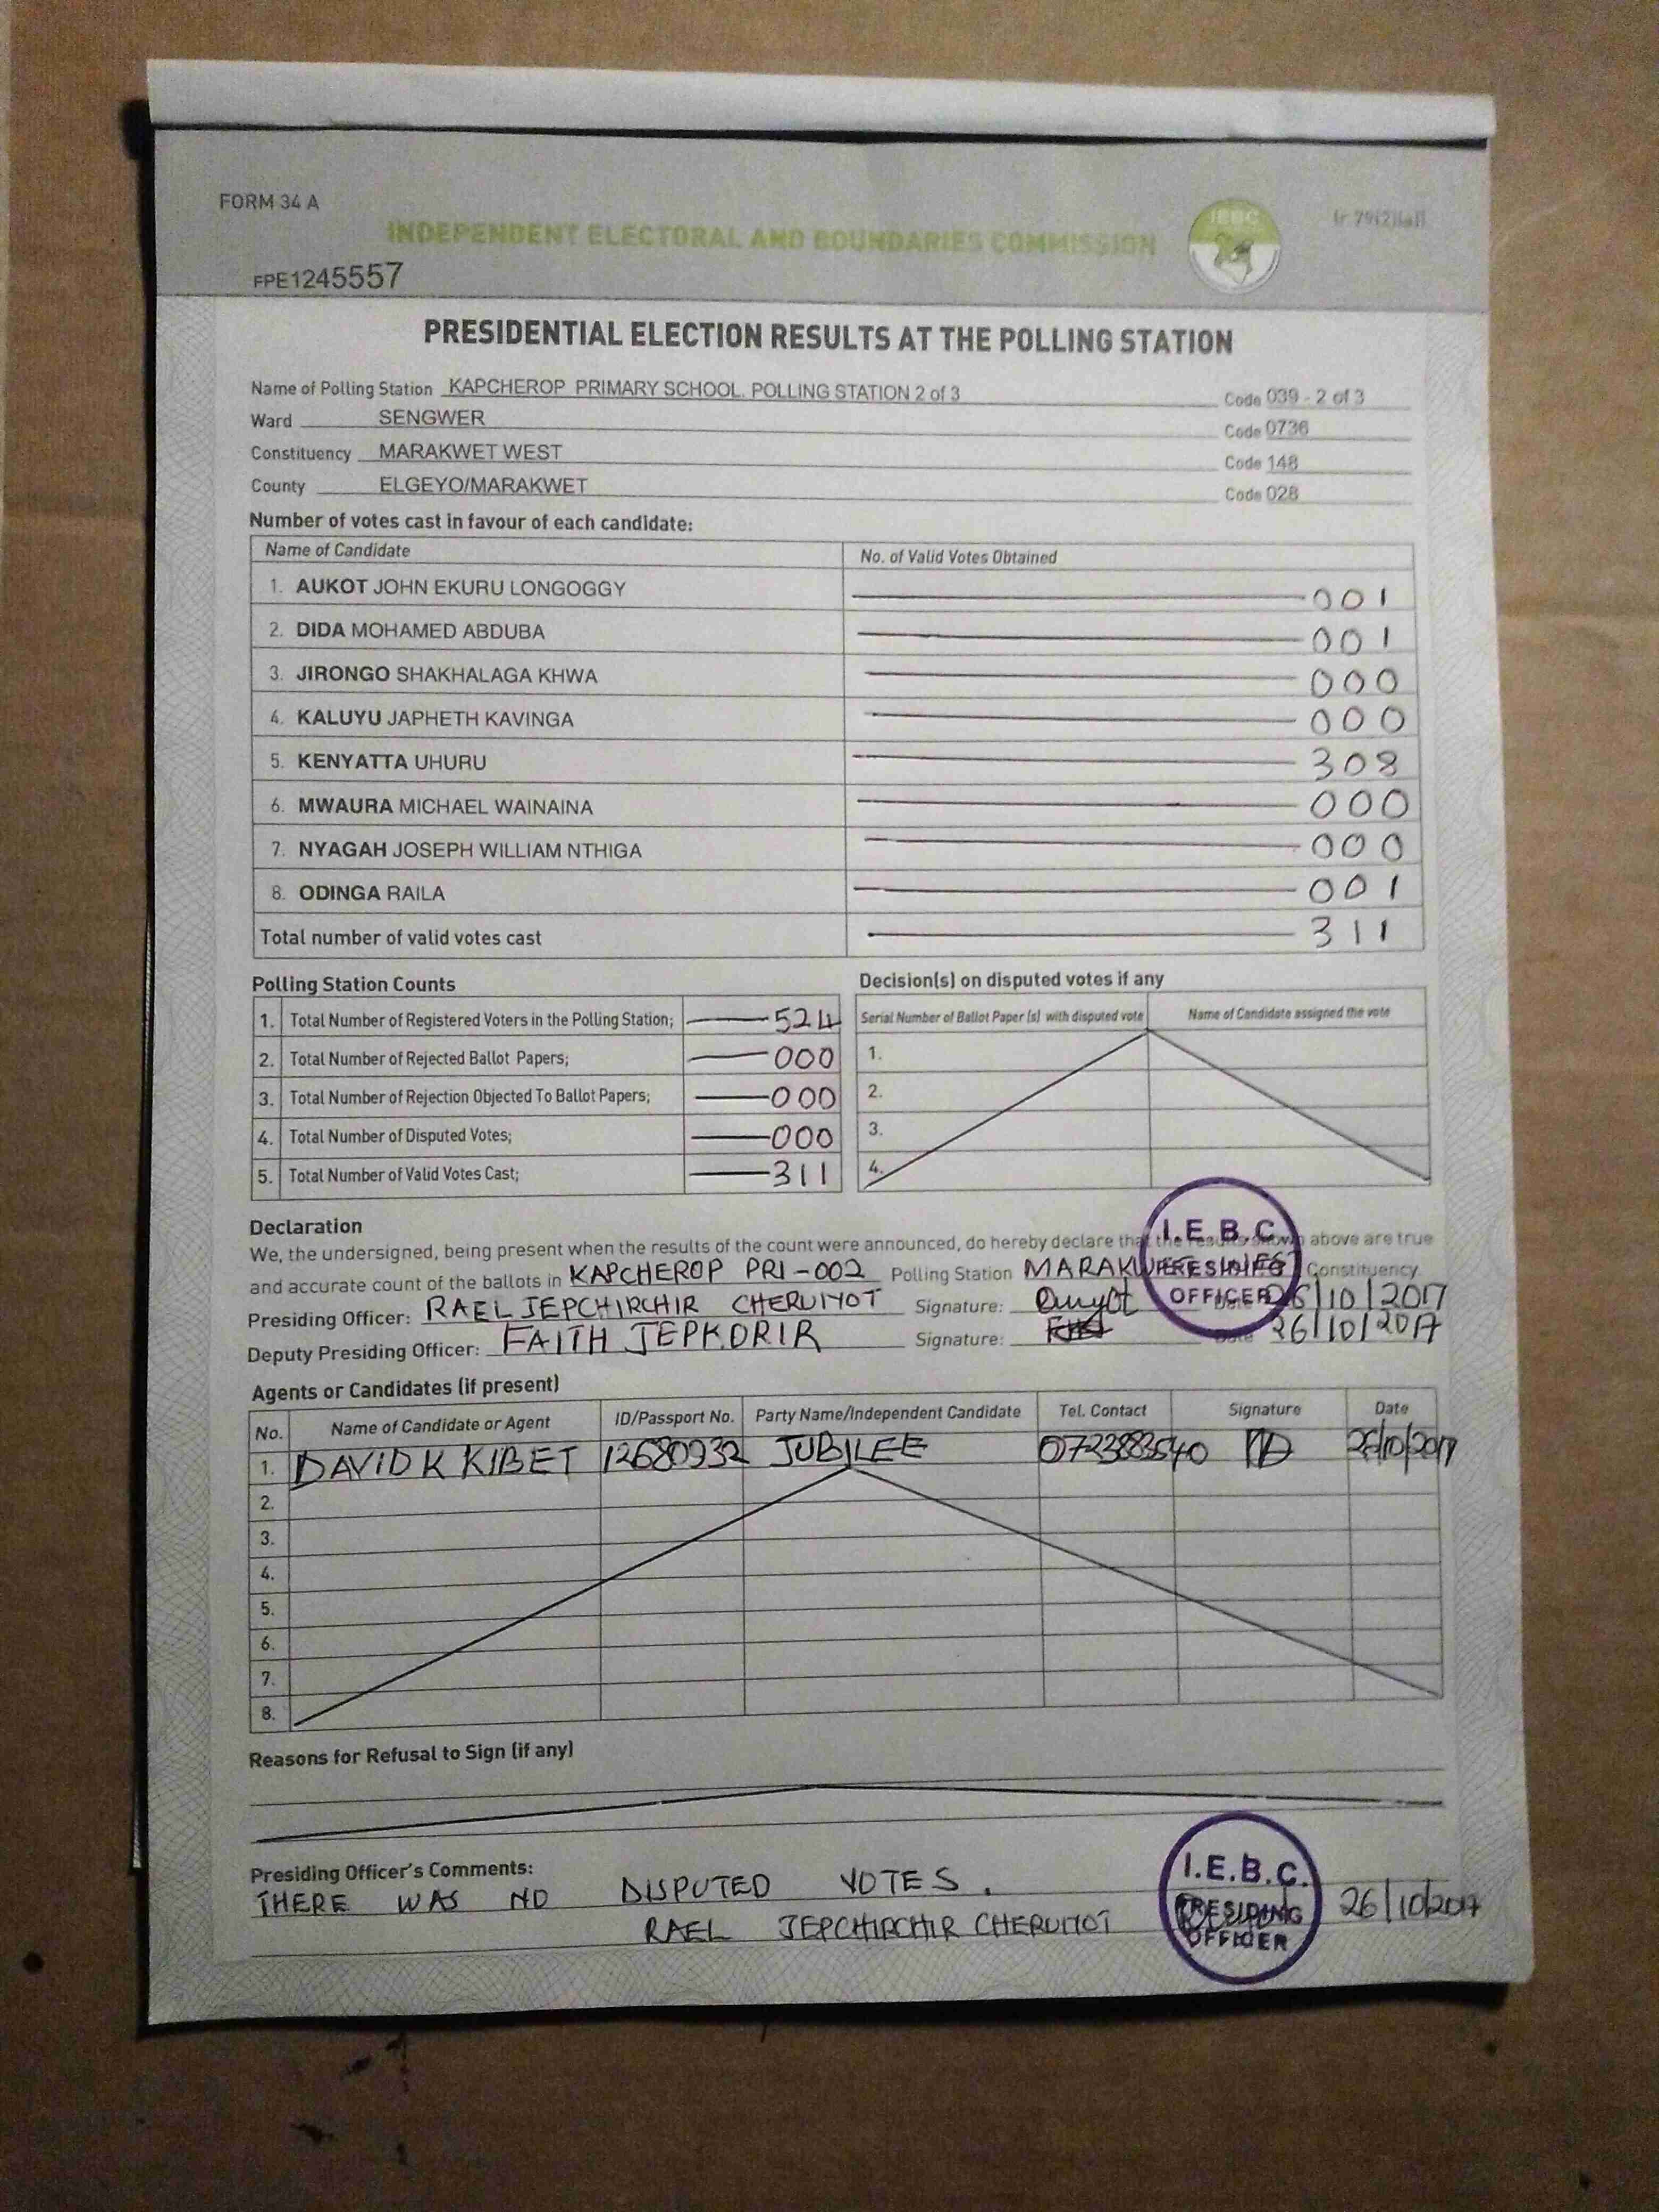 FORM 34 A
INDEPENDENT ELECTORAL AND BOUNDARIES COMMISSION
IEBC
(r 79(2)(a))
FPE1245557
PRESIDENTIAL ELECTION RESULTS AT THE POLLING STATION
Name of Polling Station KAPCHEROP PRIMARY SCHOOL. POLLING STATION 2 of 3 Code 039 - 2 of 3
Ward SENGWER Code 0736
Constituency MARAKWET WEST Code 148
County ELGEYO/MARAKWET Code 028
Number of votes cast in favour of each candidate:
Name of Candidate No. of Valid Votes Obtained
1. AUKOT JOHN EKURU LONGOGGY 001
2. DIDA MOHAMED ABDUBA 001
3. JIRONGO SHAKHALAGA KHWA 000
4. KALUYU JAPHETH KAVINGA 000
5. KENYATTA UHURU 308
6. MWAURA MICHAEL WAINAINA 000
7. NYAGAH JOSEPH WILLIAM NTHIGA 000
8. ODINGA RAILA 001
Total number of valid votes cast 311
Polling Station Counts
1. Total Number of Registered Voters in the Polling Station; 524
2. Total Number of Rejected Ballot Papers; 000
3. Total Number of Rejection Objected To Ballot Papers; 000
4. Total Number of Disputed Votes; 000
5. Total Number of Valid Votes Cast; 311
Decision(s) on disputed votes if any
Serial Number of Ballot Paper (s) with disputed vote Name of Candidate assigned the vote
1.
2.
3.
4.
Declaration
We, the undersigned, being present when the results of the count were announced, do hereby declare that the results shown above are true
and accurate count of the ballots in KAPCHEROP PRI-002 Polling Station MARAKWET WEST Constituency
Presiding Officer: RAEL JEPCHIRCHIR CHERUIYOT Signature: Date 26/10/2017
Deputy Presiding Officer: FAITH JEPKORIR Signature: Date 26/10/2017
I.E.B.C
PRESIDING
OFFICER
Agents or Candidates (if present)
No. Name of Candidate or Agent ID/Passport No. Party Name/Independent Candidate Tel. Contact Signature Date
1. DAVID K KIBET 12680932 JUBILEE 26/10/2017
2.
3.
4.
5.
6.
7.
8.
Reasons for Refusal to Sign (if any)
Presiding Officer's Comments:
THERE WAS NO DISPUTED VOTES.
RAEL JEPCHIRCHIR CHERUIYOT 26/10/2017
I.E.B.C.
PRESIDING
OFFICER